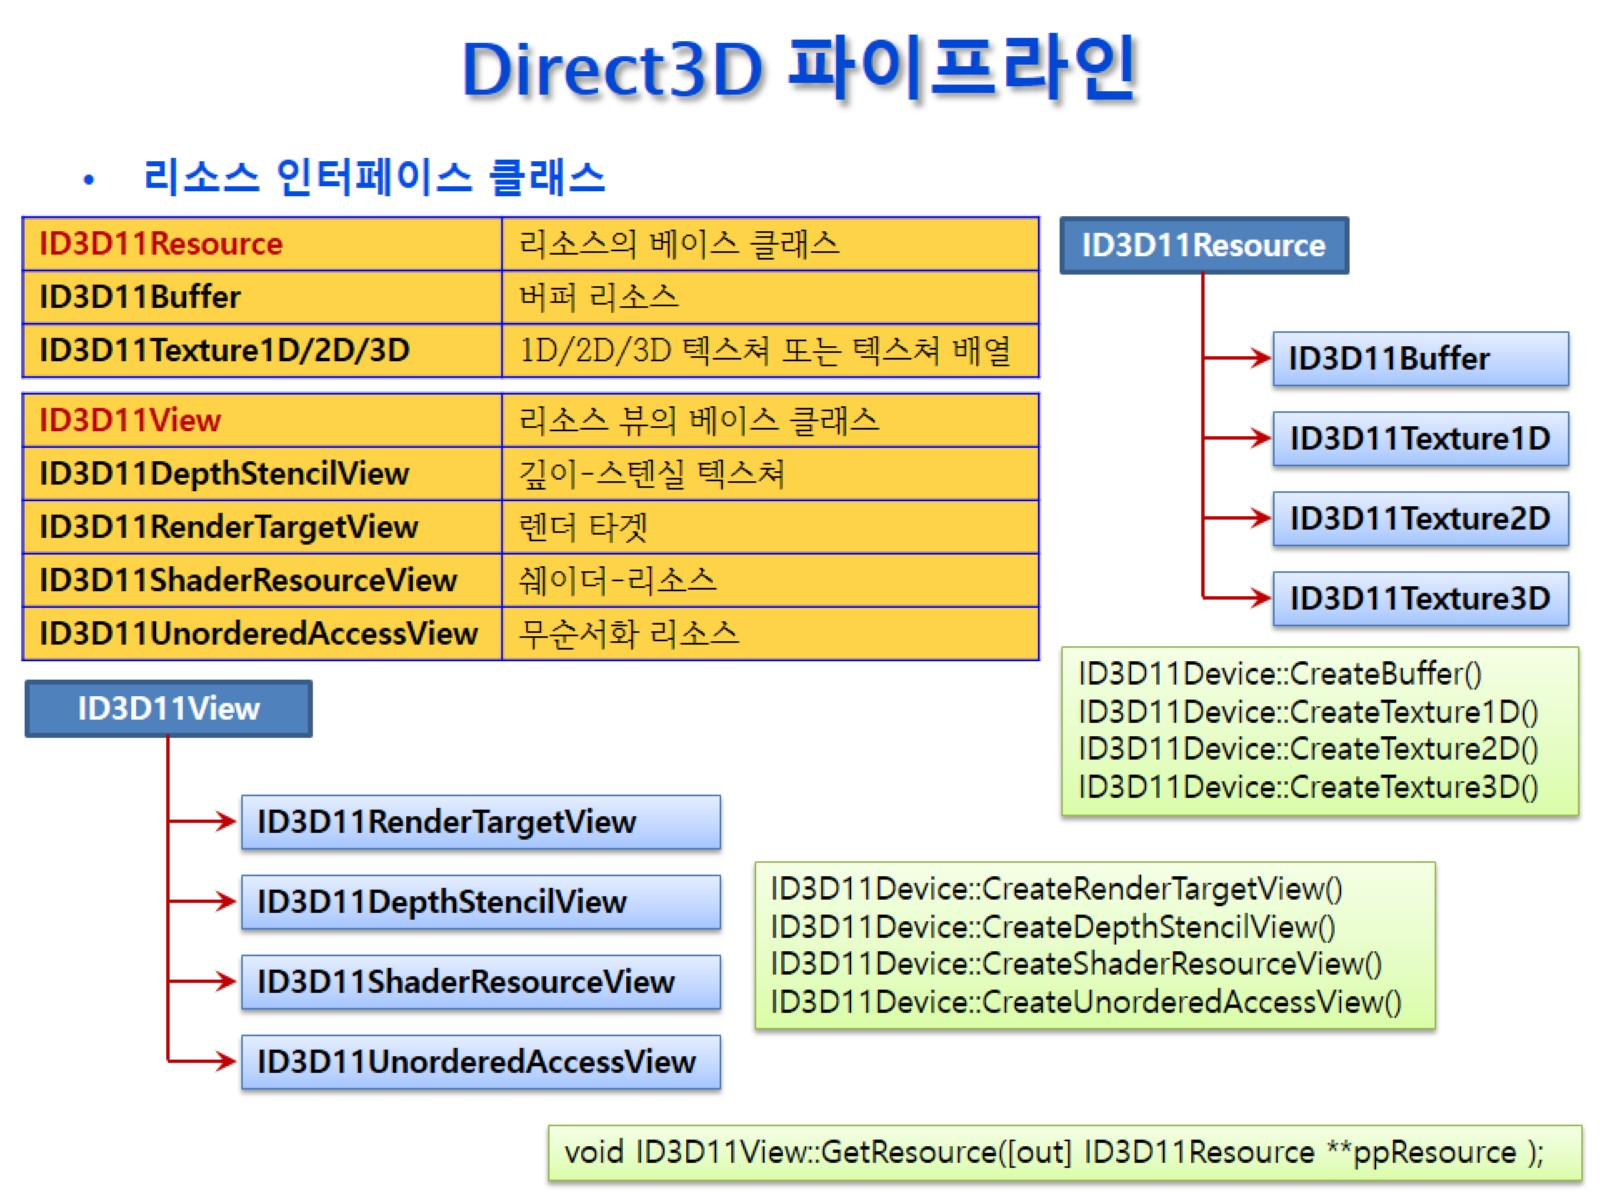 Direct3D 파이프라인
• 리소스 인터페이스 클래스
ID3D11Resource 리소스의 베이스 클래스
ID3D11Buffer 버퍼 리소스
ID3D11Texture1D/2D/3D 1D/2D/3D 텍스쳐 또는 텍스쳐 배열
ID3D11View 리소스 뷰의 베이스 클래스
ID3D11DepthStencilView 깊이-스텐실 텍스쳐
ID3D11RenderTargetView 렌더 타겟
ID3D11ShaderResourceView 쉐이더-리소스
ID3D11UnorderedAccessView 무순서화 리소스
ID3D11Resource
ID3D11Buffer
ID3D11Texture1D
ID3D11Texture2D
ID3D11Texture3D
ID3D11Device::CreateBuffer()
ID3D11Device::CreateTexture1D()
ID3D11Device::CreateTexture2D()
ID3D11Device::CreateTexture3D()
ID3D11View
ID3D11RenderTargetView
ID3D11DepthStencilView
ID3D11ShaderResourceView
ID3D11UnorderedAccessView
ID3D11Device::CreateRenderTargetView()
ID3D11Device::CreateDepthStencilView()
ID3D11Device::CreateShaderResourceView()
ID3D11Device::CreateUnorderedAccessView()
void ID3D11View::GetResource([out] ID3D11Resource **ppResource );